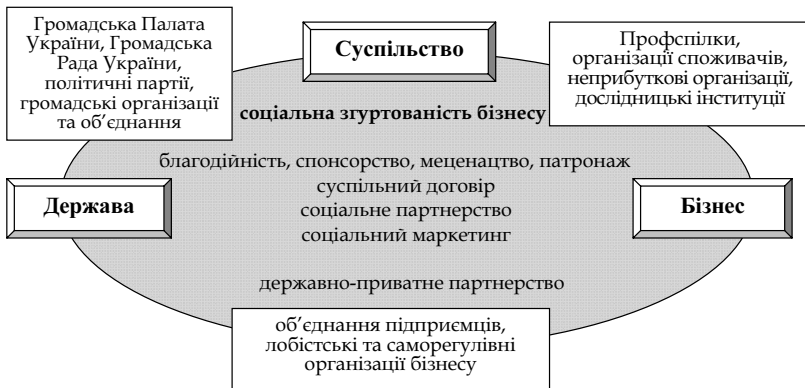 Громадська Палата
України, Громадська
Рада України,
політичні партії,
громадські організації
та об’єднання
Суспільство
Профспілки,
організації споживачів,
неприбуткові організації,
дослідницькі інституції
соціальна згуртованість бізнесу
благодійність, спонсорство, меценацтво, патронаж
суспільний договір
соціальне партнерство
соціальний маркетинг
Держава
Бізнес
державно-приватне партнерство
об’єднання підприємців,
лобістські та саморегулівні
організації бізнесу